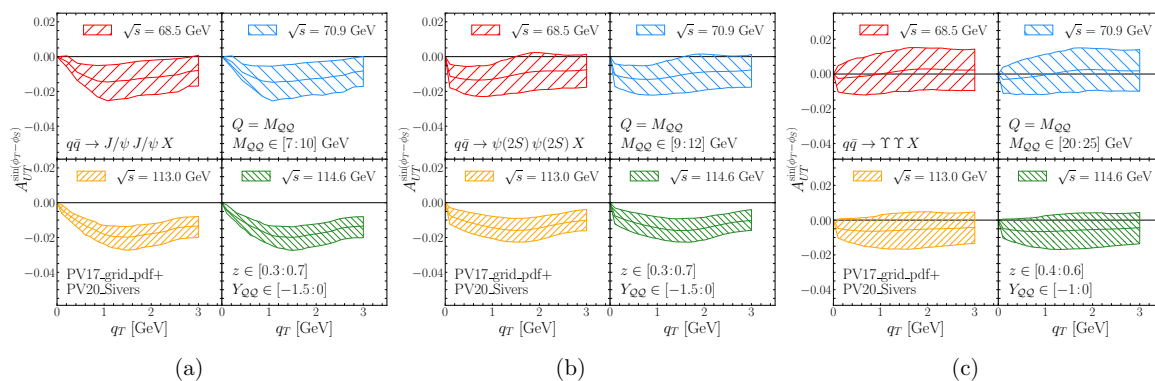 √s = 68.5 GeV
√s = 70.9 GeV
0.00
−0.02
−0.04
q q̄ → J/ψ J/ψ X
Q = M_QQ
M_QQ ∈ [7 : 10] GeV
A_UT^sin(φ_T−φ_S)
√s = 113.0 GeV
√s = 114.6 GeV
0.00
−0.02
−0.04
PV17_grid_pdf+
PV20_Sivers
z ∈ [0.3 : 0.7]
Y_QQ ∈ [−1.5 : 0]
0 1 2 3 0 1 2 3
q_T [GeV]
q_T [GeV]
(a)
0.02
√s = 68.5 GeV
√s = 70.9 GeV
0.00
−0.02
−0.04
q q̄ → ψ(2S) ψ(2S) X
Q = M_QQ
M_QQ ∈ [9 : 12] GeV
A_UT^sin(φ_T−φ_S)
0.02
√s = 113.0 GeV
√s = 114.6 GeV
0.00
−0.02
−0.04
PV17_grid_pdf+
PV20_Sivers
z ∈ [0.3 : 0.7]
Y_QQ ∈ [−1.5 : 0]
0 1 2 3 0 1 2 3
q_T [GeV]
q_T [GeV]
(b)
√s = 68.5 GeV
√s = 70.9 GeV
0.02
0.00
−0.02
−0.04
q q̄ → Υ Υ X
Q = M_QQ
M_QQ ∈ [20 : 25] GeV
A_UT^sin(φ_T−φ_S)
√s = 113.0 GeV
√s = 114.6 GeV
0.02
0.00
−0.02
−0.04
PV17_grid_pdf+
PV20_Sivers
z ∈ [0.4 : 0.6]
Y_QQ ∈ [−1 : 0]
0 1 2 3 0 1 2 3
q_T [GeV]
q_T [GeV]
(c)